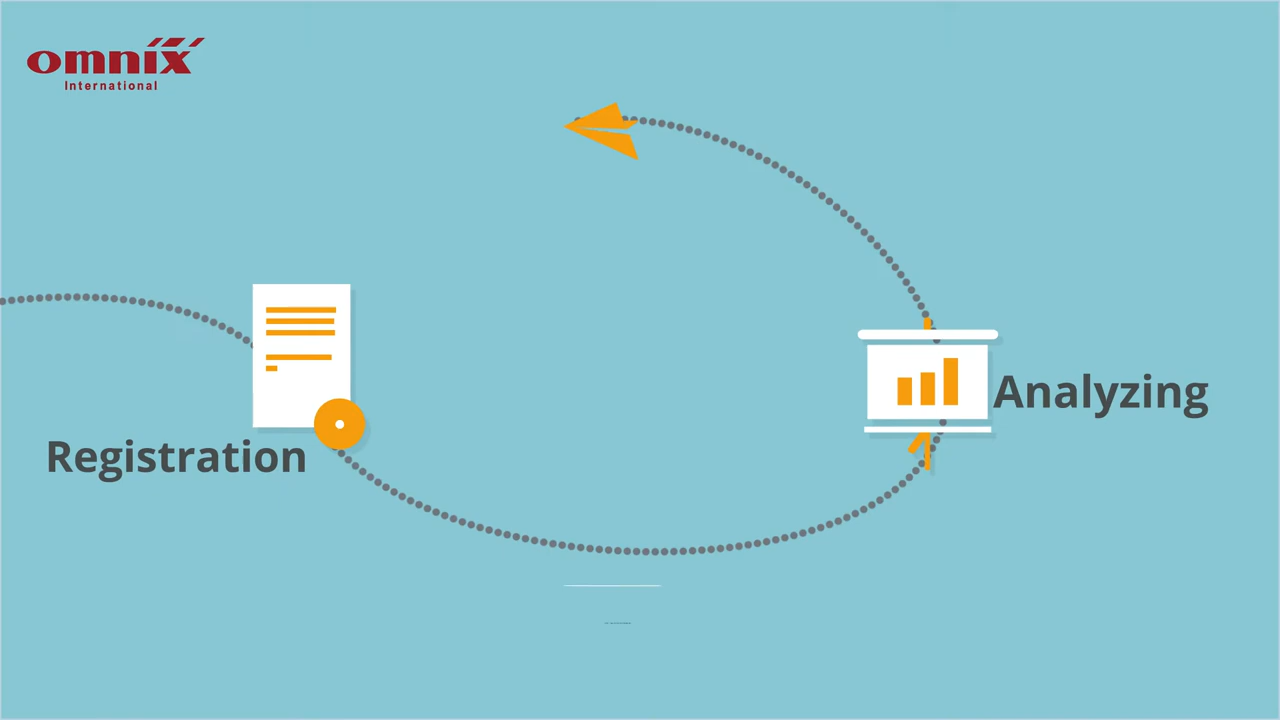 omnix
International
Analyzing
Registration